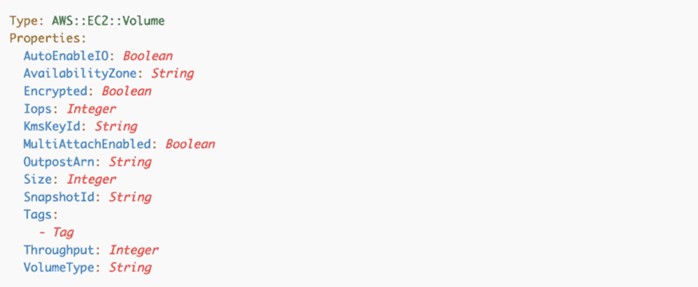 Type: AWS::EC2::Volume
Properties:
  AutoEnableIO: Boolean
  AvailabilityZone: String
  Encrypted: Boolean
  Iops: Integer
  KmsKeyId: String
  MultiAttachEnabled: Boolean
  OutpostArn: String
  Size: Integer
  SnapshotId: String
  Tags:
    - Tag
  Throughput: Integer
  VolumeType: String